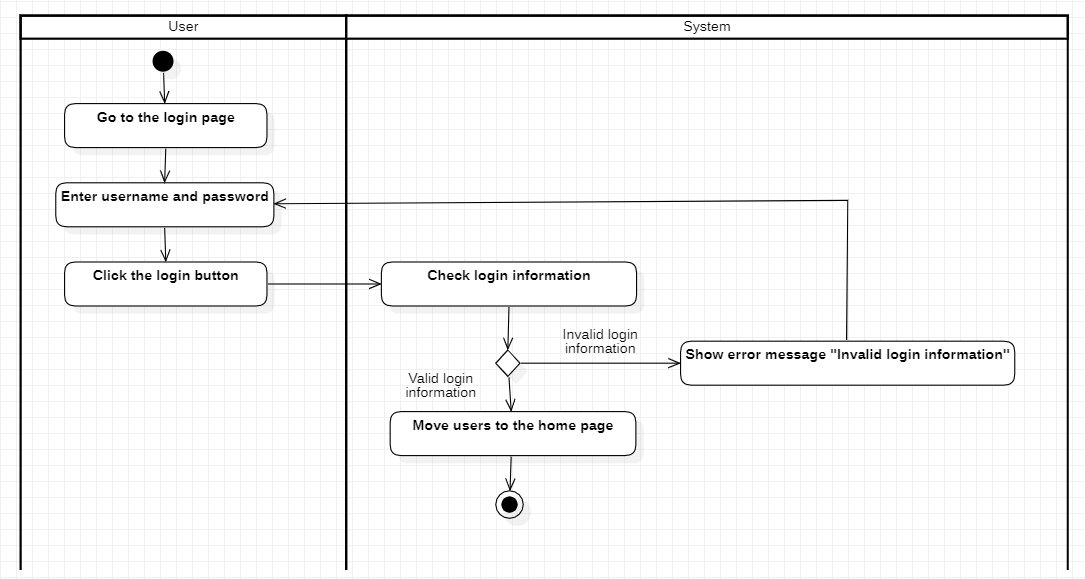 User
System
Go to the login page
Enter username and password
Click the login button
Check login information
Invalid login
information
Show error message "Invalid login information"
Valid login
information
Move users to the home page